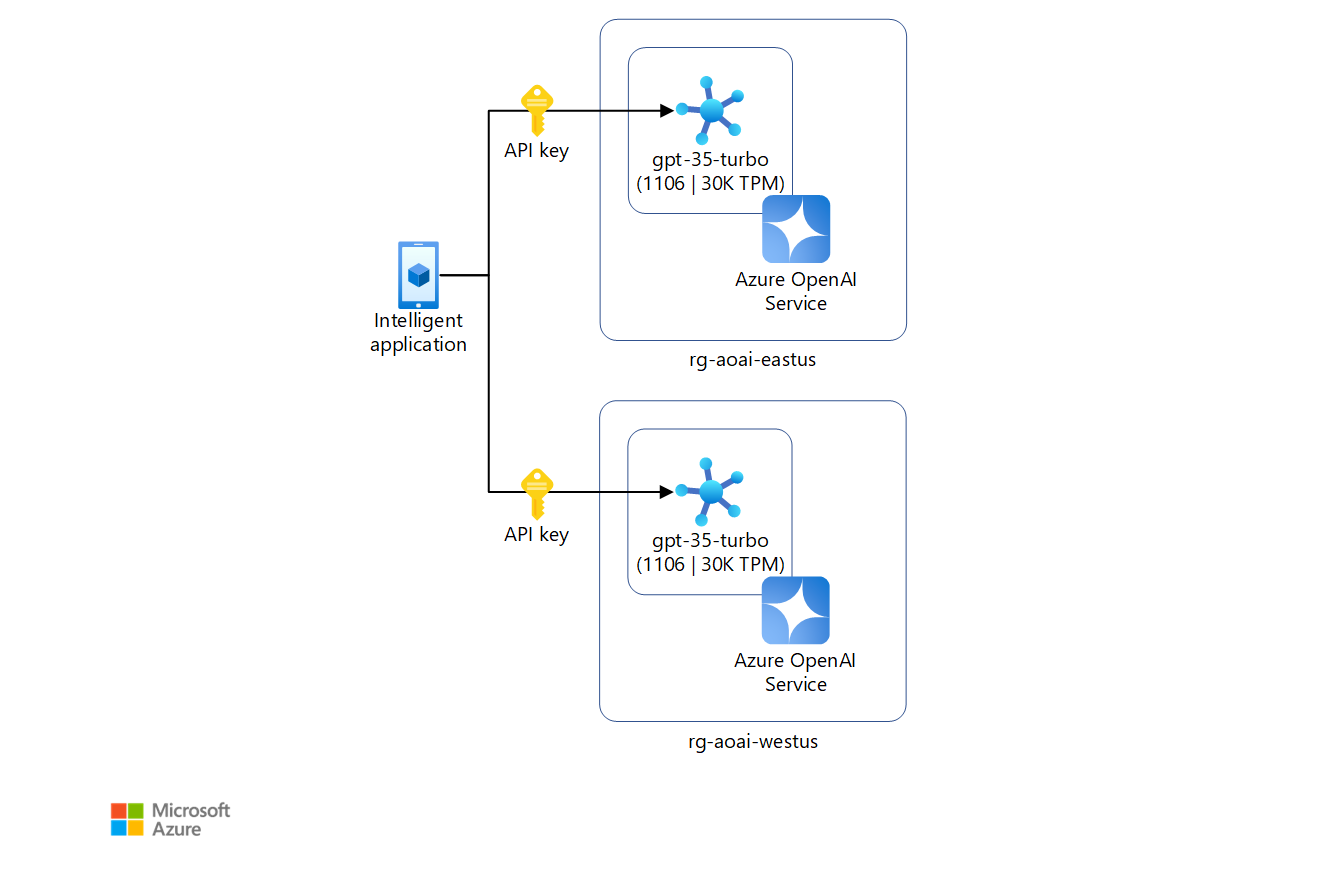 API key
gpt-35-turbo
(1106 | 30K TPM)
Azure OpenAI
Service
rg-aoai-eastus
Intelligent
application
API key
gpt-35-turbo
(1106 | 30K TPM)
Azure OpenAI
Service
rg-aoai-westus
Microsoft
Azure